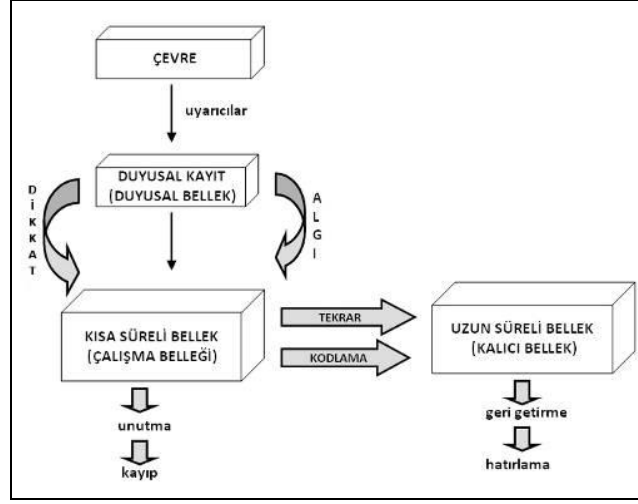 ÇEVRE
uyarıcılar
DUYUSAL KAYIT
(DUYUSAL BELLEK)
DİKKAT
ALGI
KISA SÜRELİ BELLEK
(ÇALIŞMA BELLEĞİ)
TEKRAR
KODLAMA
UZUN SÜRELİ BELLEK
(KALICI BELLEK)
unutma
kayıp
geri getirme
hatırlama